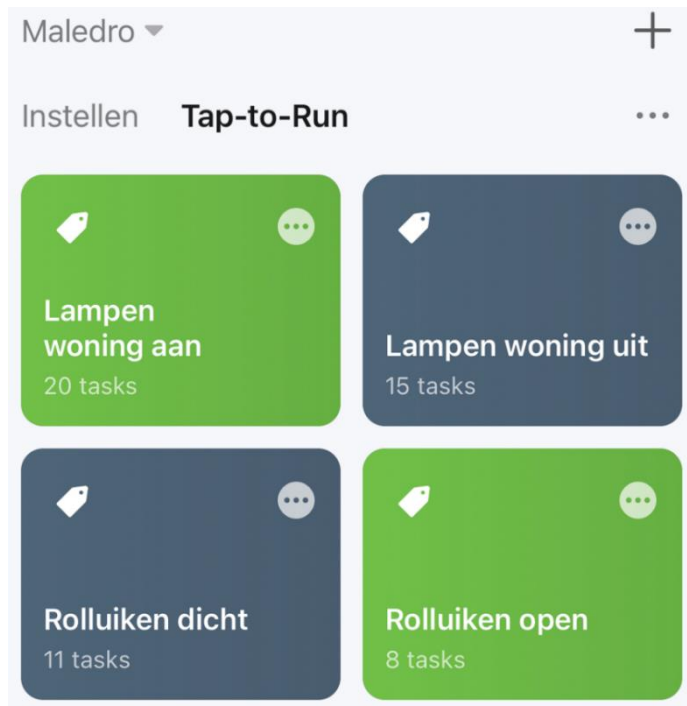 Maledro
Instellen Tap-to-Run
Lampen
woning aan
20 tasks
Lampen woning uit
15 tasks
Rolluiken dicht
11 tasks
Rolluiken open
8 tasks